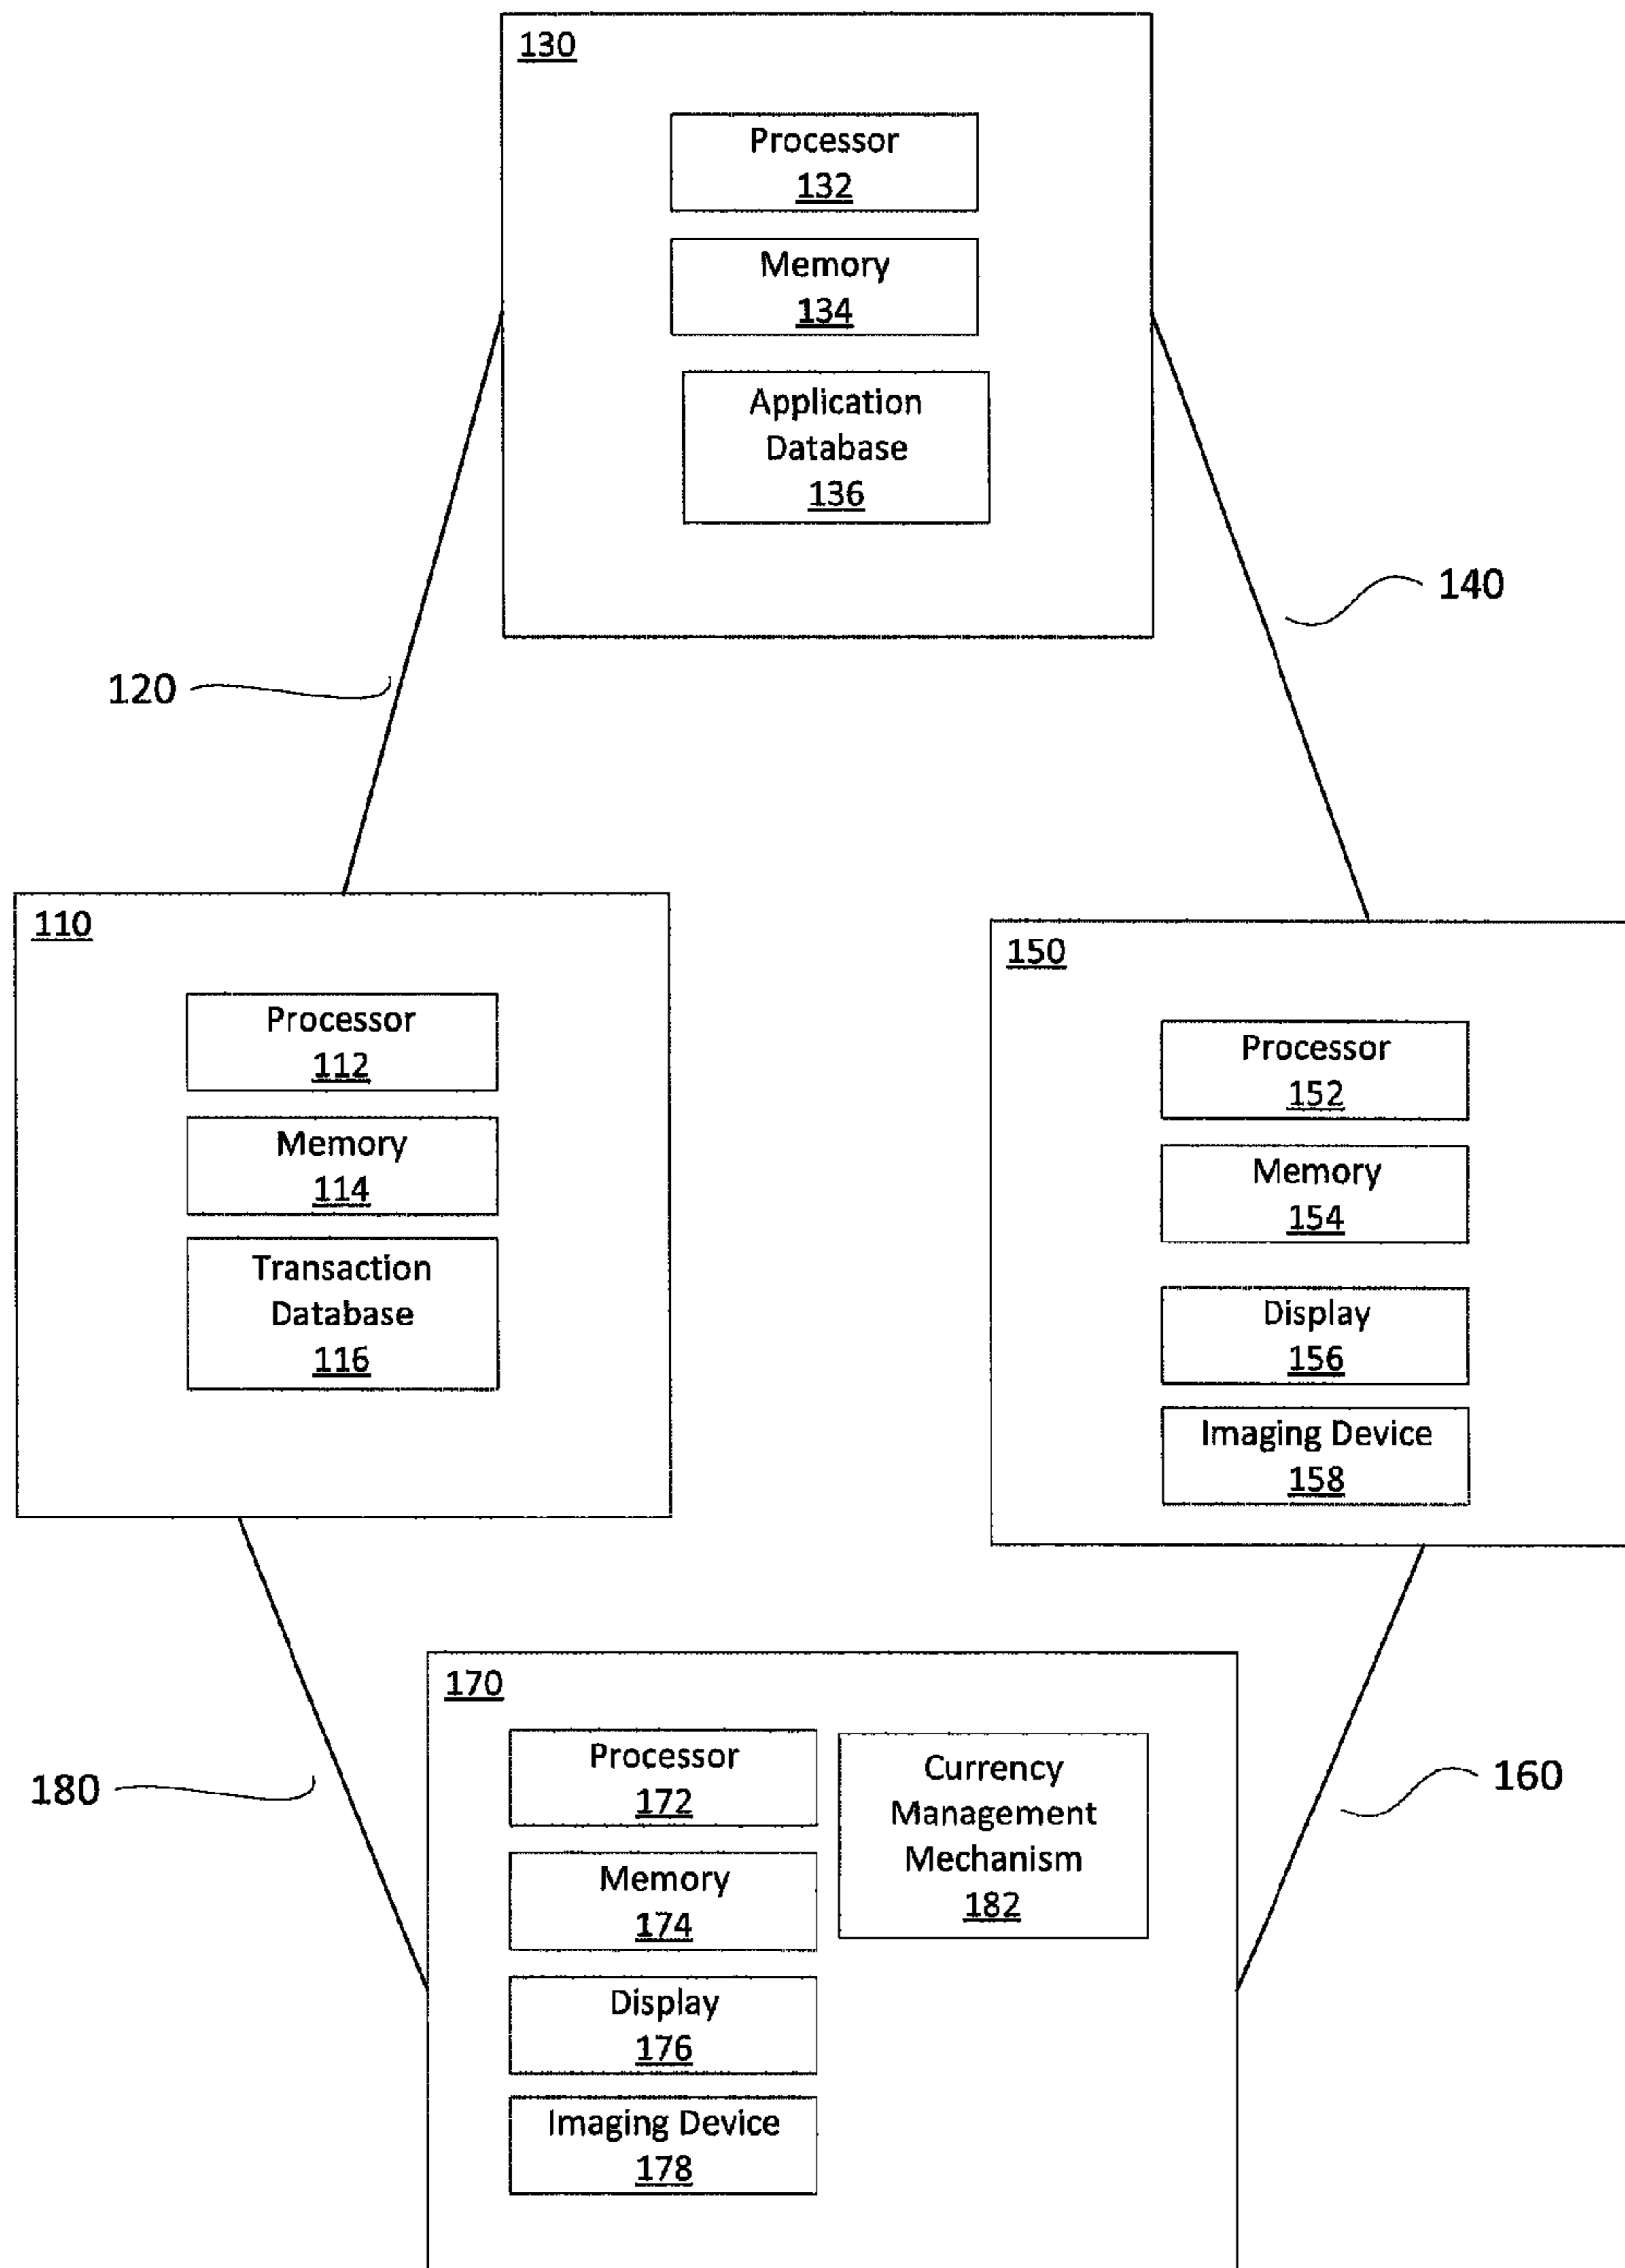 130
Processor
132
Memory
134
Application
Database
136
140
120
110
Processor
112
Memory
114
Transaction
Database
116
150
Processor
152
Memory
154
Display
156
Imaging Device
158
170
Processor
172
Memory
174
Display
176
Imaging Device
178
Currency
Management
Mechanism
182
180
160